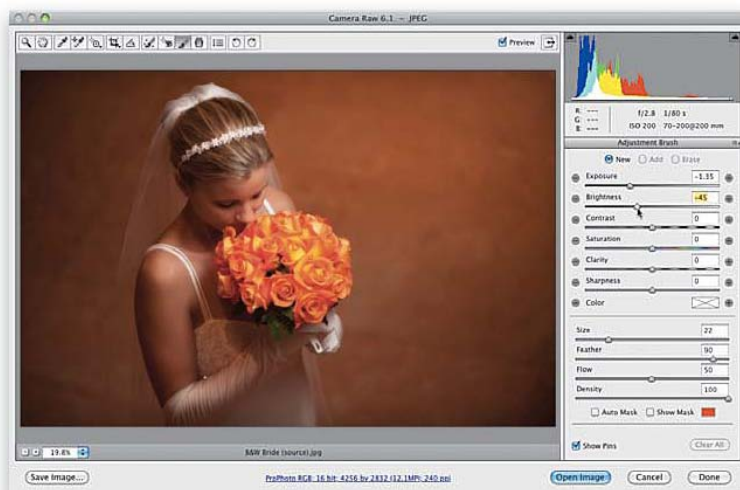 Camera Raw 6.1 – JPEG
Preview
R: ---
G: ---
B: ---
f/2.8 1/80 s
ISO 200 70-200@200 mm
Adjustment Brush
New Add Erase
Exposure -1.35
Brightness -45
Contrast 0
Saturation 0
Clarity 0
Sharpness 0
Color
Size 22
Feather 90
Flow 50
Density 100
Auto Mask Show Mask
Show Pins Clear All
19.8% B&W Bride (source).jpg
Save Image... ProPhoto RGB; 16 bit; 4256 by 2832 (12.1MP); 240 ppi Open Image Cancel Done